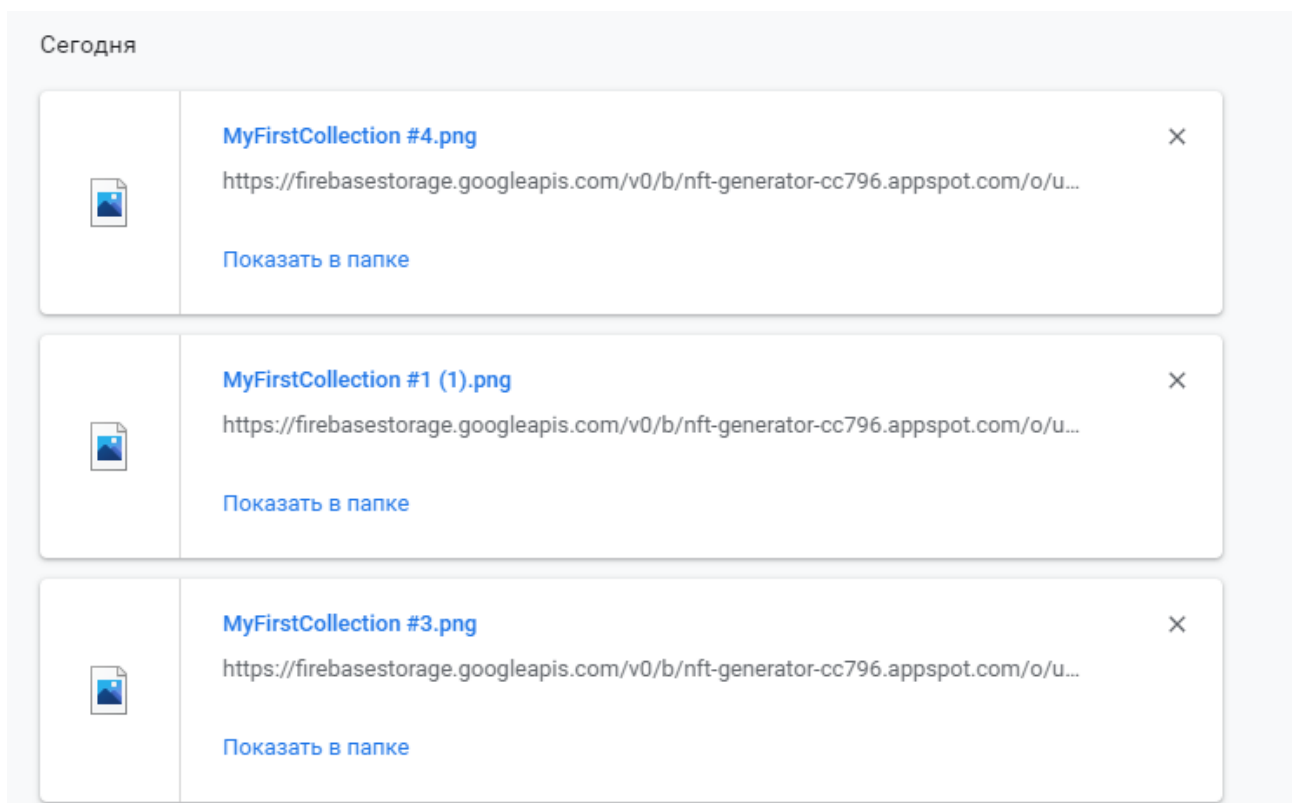 Сегодня
MyFirstCollection #4.png
https://firebasestorage.googleapis.com/v0/b/nft-generator-cc796.appspot.com/o/u...
Показать в папке
MyFirstCollection #1 (1).png
https://firebasestorage.googleapis.com/v0/b/nft-generator-cc796.appspot.com/o/u...
Показать в папке
MyFirstCollection #3.png
https://firebasestorage.googleapis.com/v0/b/nft-generator-cc796.appspot.com/o/u...
Показать в папке